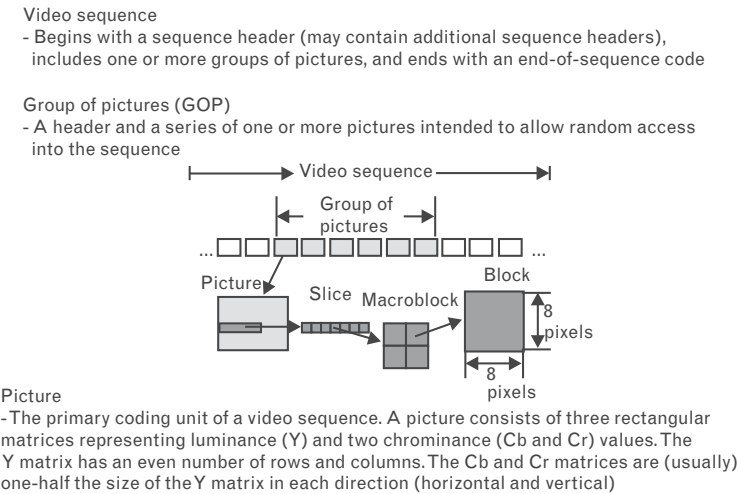 Video sequence
- Begins with a sequence header (may contain additional sequence headers),
includes one or more groups of pictures, and ends with an end-of-sequence code
Group of pictures (GOP)
- A header and a series of one or more pictures intended to allow random access
into the sequence
Video sequence
Group of
pictures
...
...
Picture
Slice
Macroblock
Block
8
pixels
8
pixels
Picture
-The primary coding unit of a video sequence. A picture consists of three rectangular
matrices representing luminance (Y) and two chrominance (Cb and Cr) values. The
Y matrix has an even number of rows and columns. The Cb and Cr matrices are (usually)
one-half the size of the Y matrix in each direction (horizontal and vertical)